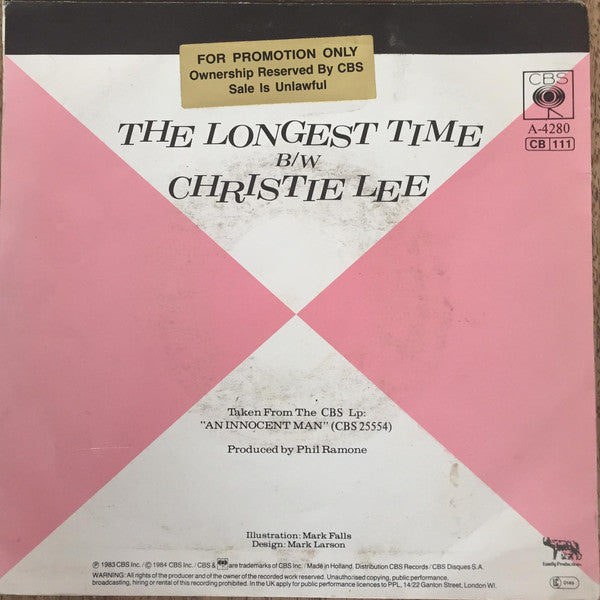 FOR PROMOTION ONLY
Ownership Reserved By CBS
Sale Is Unlawful
CBS
A-4280
CB 111
THE LONGEST TIME
B/W
CHRISTIE LEE
Taken From The CBS Lp:
"AN INNOCENT MAN" (CBS 25554)
Produced by Phil Ramone
Illustration: Mark Falls
Design: Mark Larson
℗ 1983 CBS Inc./© 1984 CBS Inc./CBS & are trademarks of CBS Inc./Made in Holland. Distribution CBS Records/CBS Disques S.A.
WARNING: All rights of the producer and of the owner of the recorded work reserved. Unauthorised copying, public performance,
broadcasting, hiring or rental of this recording prohibited. In the UK apply for public performance licences to PPL, 14/22 Ganton Street, London W1.
Family Productions